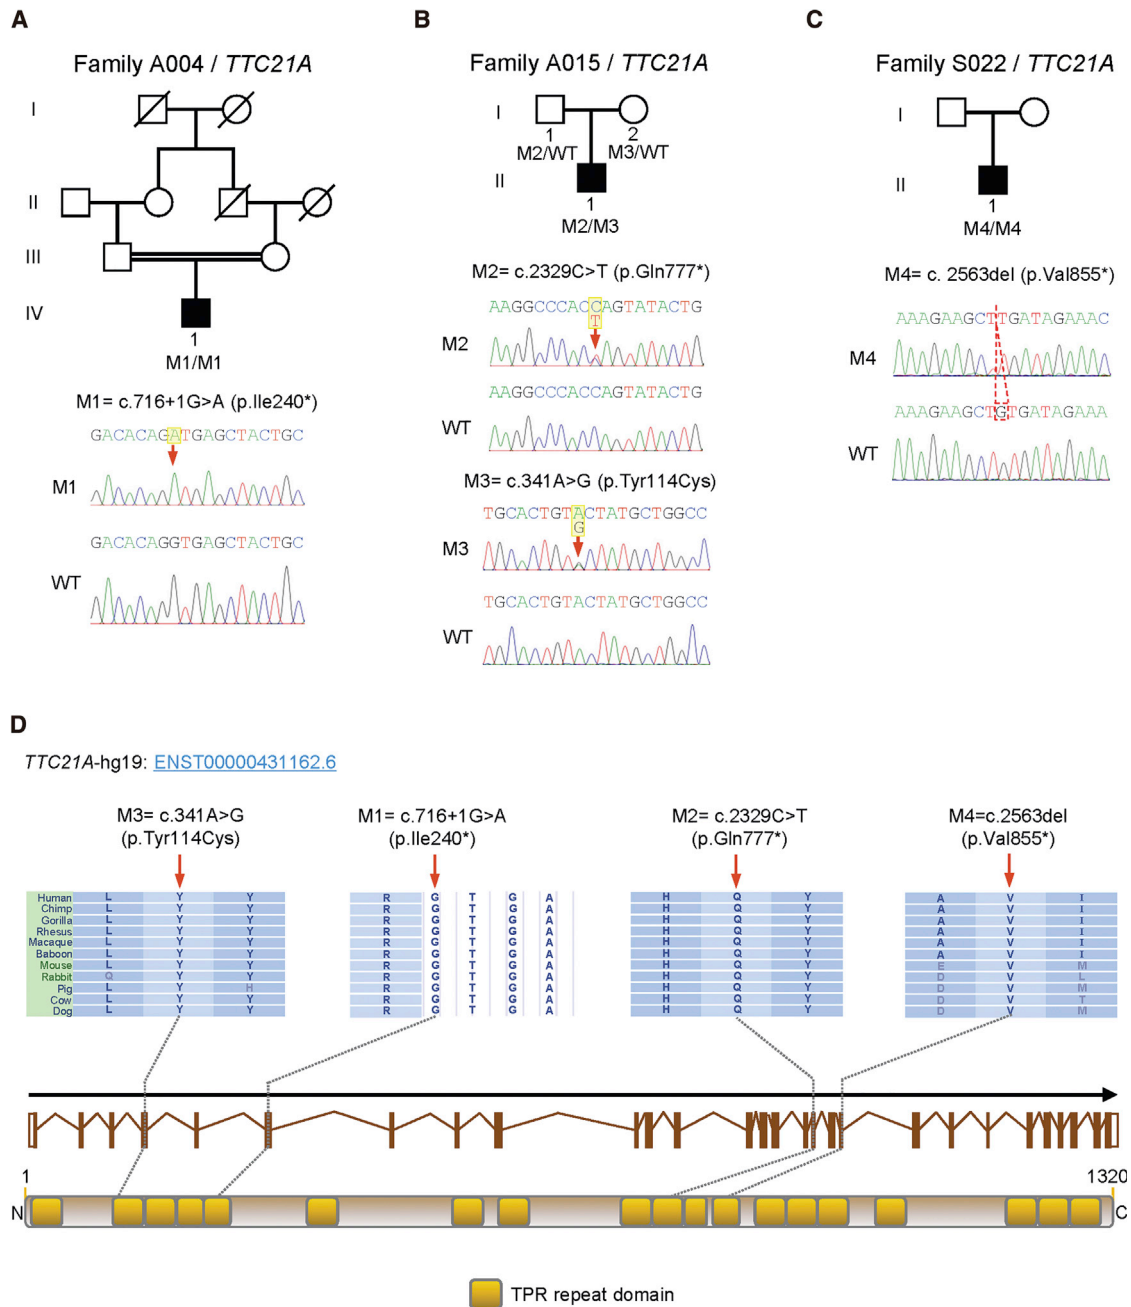 A
Family A004 / TTC21A
I
II
III
IV
1
M1/M1
M1= c.716+1G>A (p.Ile240*)
GACACAGATGAGCTACTGC
M1
GACACAGGTGAGCTACTGC
WT
B
Family A015 / TTC21A
I
1
2
M2/WT
M3/WT
II
1
M2/M3
M2= c.2329C>T (p.Gln777*)
AAGGCCCACCAGTATACTG
T
M2
AAGGCCCACCAGTATACTG
WT
M3= c.341A>G (p.Tyr114Cys)
TGCACTGTACTATGCTGGCC
G
M3
TGCACTGTACTATGCTGGCC
WT
C
Family S022 / TTC21A
I
II
1
M4/M4
M4= c. 2563del (p.Val855*)
AAAGAAGCTTGATAGAAAC
M4
AAAGAAGCTGTGATAGAAA
WT
D
TTC21A-hg19: ENST00000431162.6
M3= c.341A>G
(p.Tyr114Cys)
M1= c.716+1G>A
(p.Ile240*)
M2= c.2329C>T
(p.Gln777*)
M4=c.2563del
(p.Val855*)
Human L Y Y R G T G A H Q Y A V I
Chimp L Y Y R G T G A H Q Y A V I
Gorilla L Y Y R G T G A H Q Y A V I
Rhesus L Y Y R G T G A H Q Y A V I
Macaque L Y Y R G T G A H Q Y A V I
Baboon L Y Y R G T G A H Q Y A V I
Mouse L Y Y R G T G A H Q Y E V M
Rabbit Q Y Y R G T G A H Q Y D V L
Pig L Y H R G T G A H Q Y D V M
Cow L Y Y R G T G A H Q Y D V T
Dog L Y Y R G T G A H Q Y D V M
1
1320
N
C
TPR repeat domain